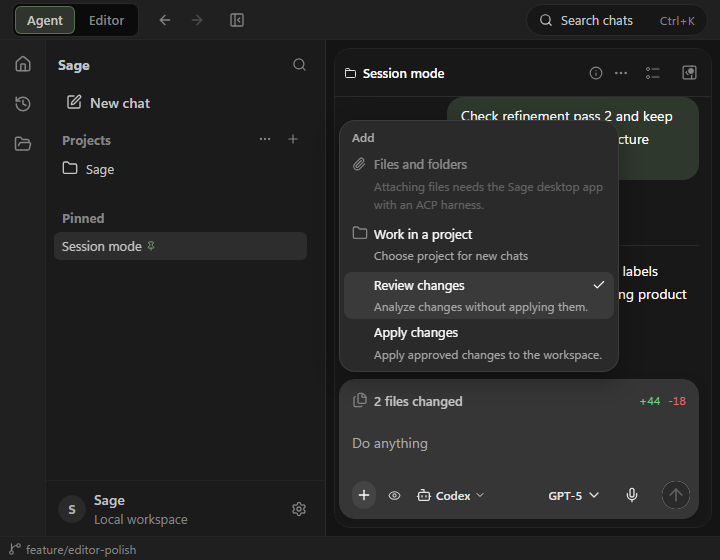 Agent
Editor
Search chats
Ctrl+K
Sage
New chat
Projects
Sage
Pinned
Session mode
S
Sage
Local workspace
feature/editor-polish
Session mode
Check refinement pass 2 and keep
cture
labels
ng product
Add
Files and folders
Attaching files needs the Sage desktop app
with an ACP harness.
Work in a project
Choose project for new chats
Review changes
Analyze changes without applying them.
Apply changes
Apply approved changes to the workspace.
2 files changed
+44 -18
Do anything
Codex
GPT-5